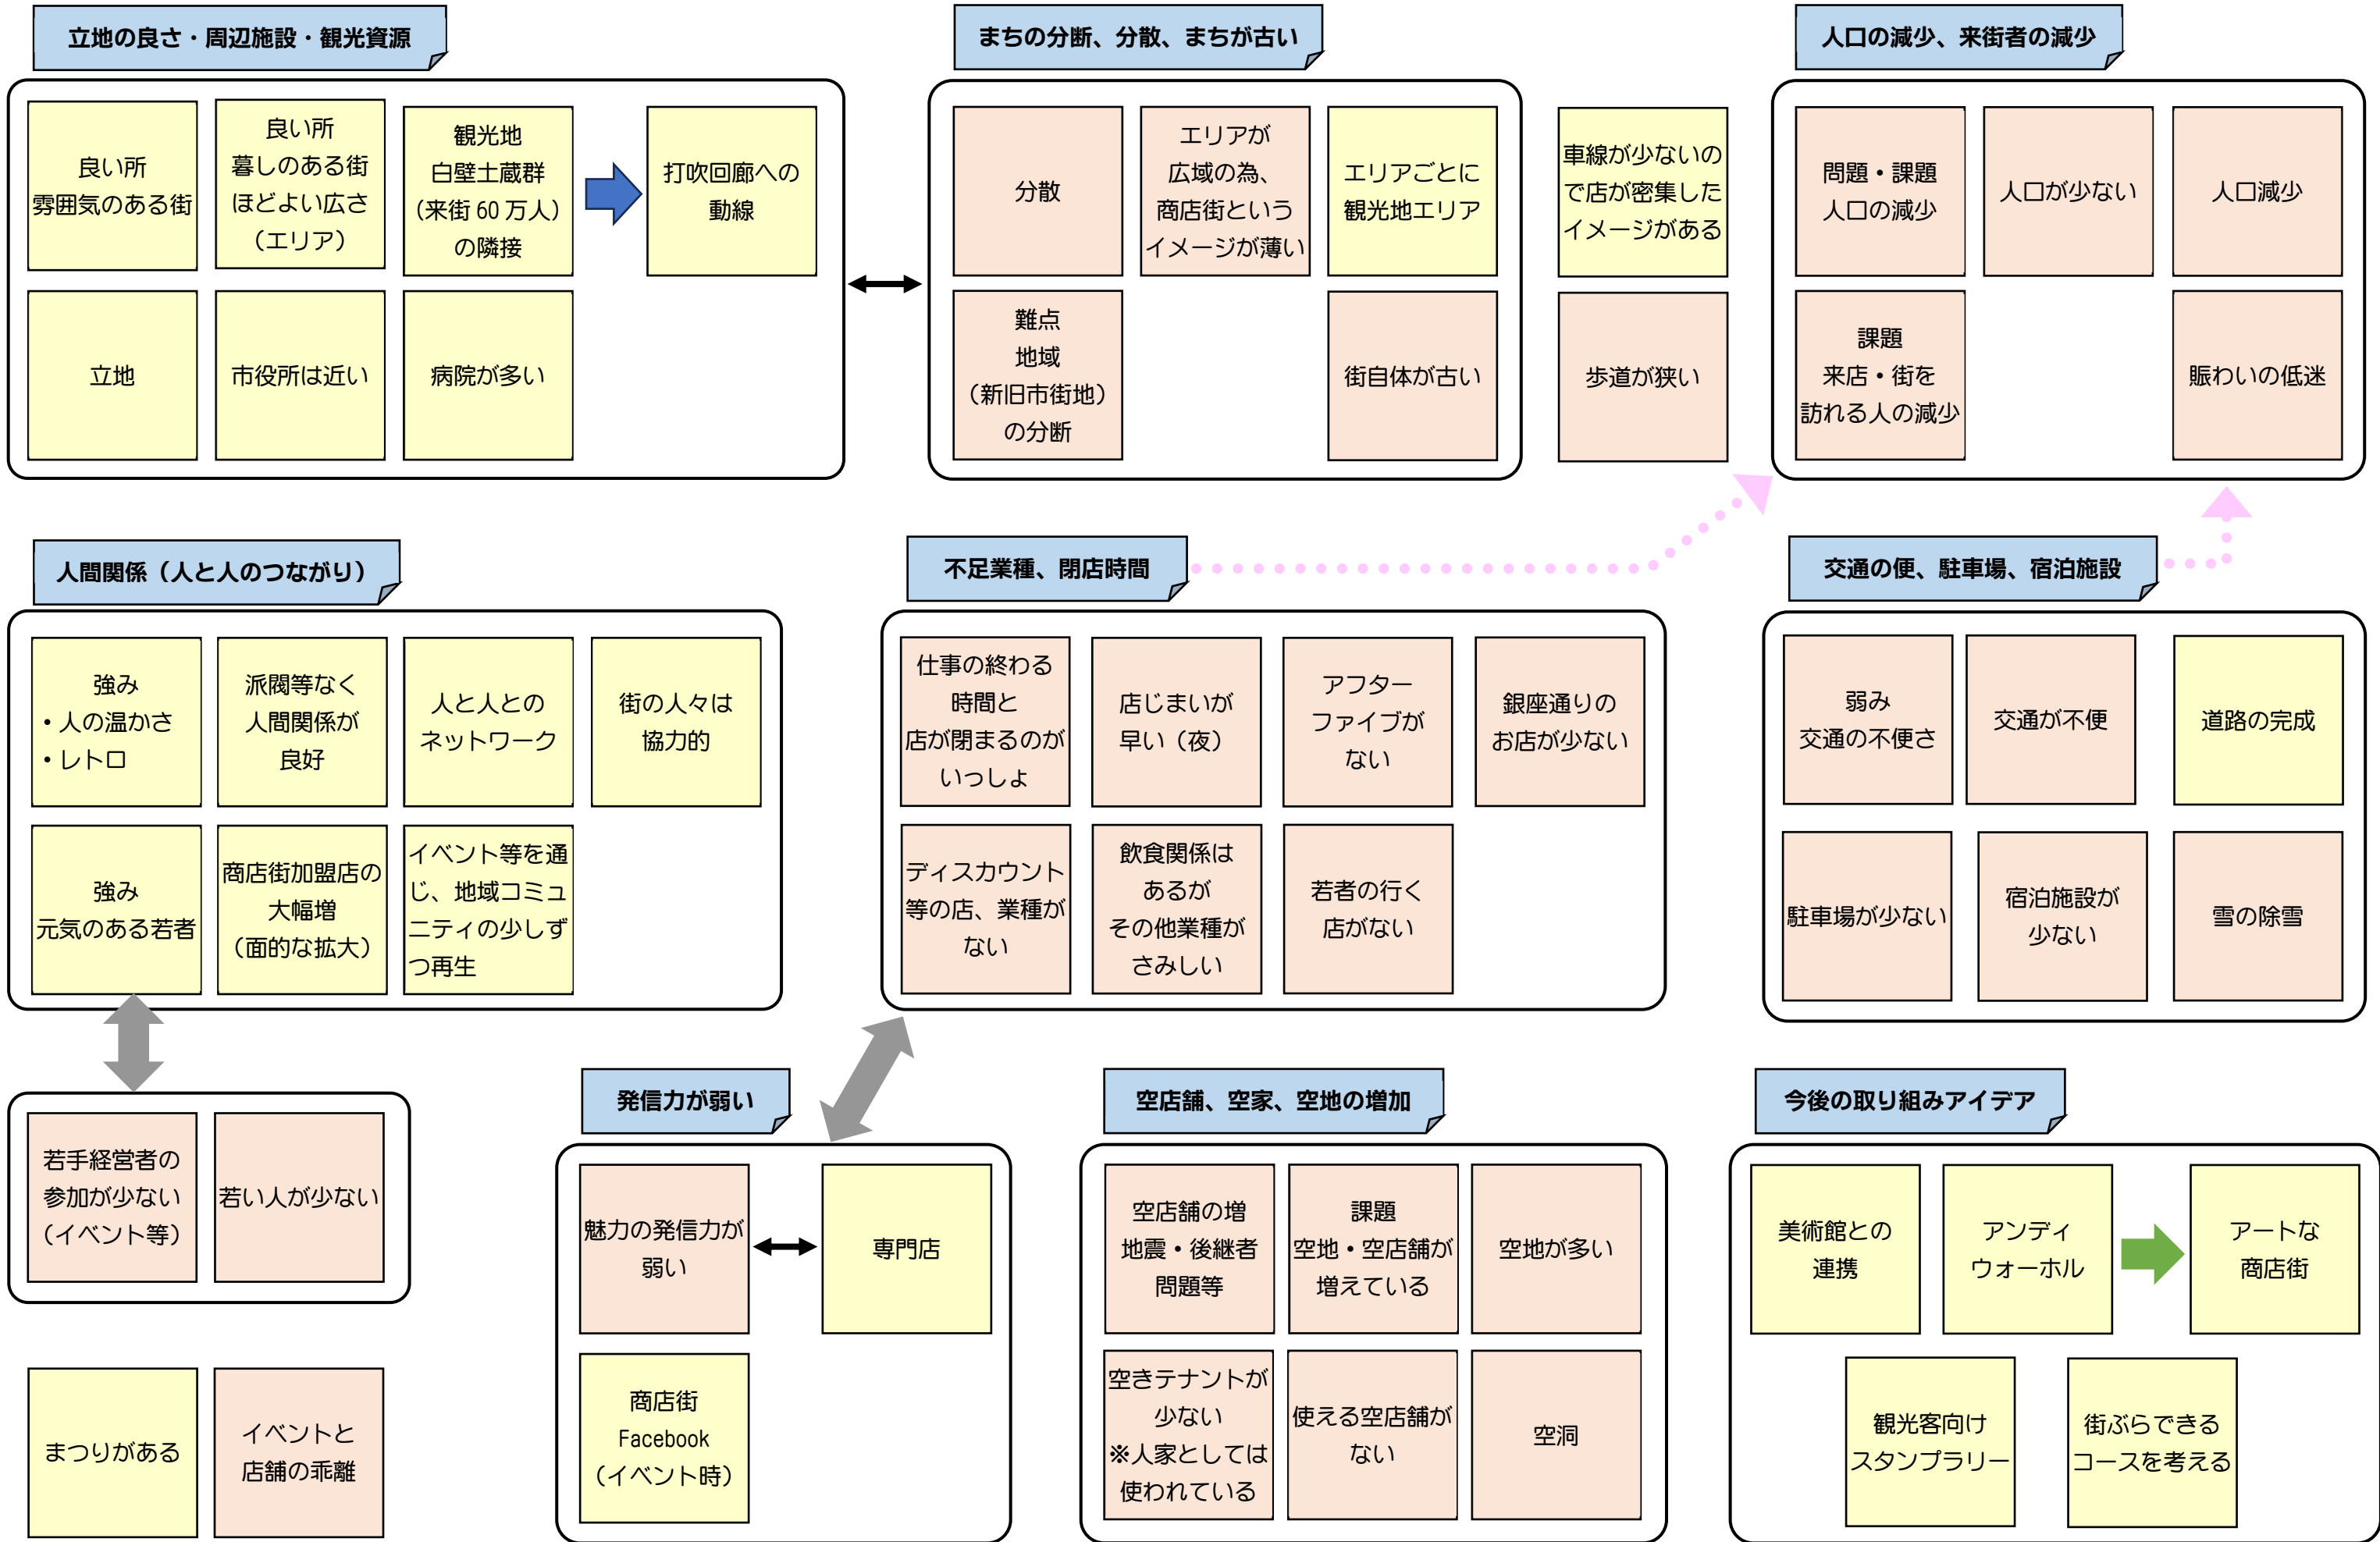 立地の良さ・周辺施設・観光資源
良い所
雰囲気のある街
良い所
暮しのある街
ほどよい広さ
（エリア）
観光地
白壁土蔵群
（来街 60 万人）
の隣接
打吹回廊への
動線
立地
市役所は近い
病院が多い
まちの分断、分散、まちが古い
分散
エリアが
広域の為、
商店街という
イメージが薄い
エリアごとに
観光地エリア
難点
地域
（新旧市街地）
の分断
街自体が古い
車線が少ないの
で店が密集した
イメージがある
歩道が狭い
人口の減少、来街者の減少
問題・課題
人口の減少
人口が少ない
人口減少
課題
来店・街を
訪れる人の減少
賑わいの低迷
人間関係（人と人のつながり）
強み
・人の温かさ
・レトロ
派閥等なく
人間関係が
良好
人と人との
ネットワーク
街の人々は
協力的
強み
元気のある若者
商店街加盟店の
大幅増
（面的な拡大）
イベント等を通
じ、地域コミュ
ニティの少しず
つ再生
不足業種、閉店時間
仕事の終わる
時間と
店が閉まるのが
いっしょ
店じまいが
早い（夜）
アフター
ファイブが
ない
銀座通りの
お店が少ない
ディスカウント
等の店、業種が
ない
飲食関係は
あるが
その他業種が
さみしい
若者の行く
店がない
交通の便、駐車場、宿泊施設
弱み
交通の不便さ
交通が不便
道路の完成
駐車場が少ない
宿泊施設が
少ない
雪の除雪
若手経営者の
参加が少ない
（イベント等）
若い人が少ない
まつりがある
イベントと
店舗の乖離
発信力が弱い
魅力の発信力が
弱い
専門店
商店街
Facebook
（イベント時）
空店舗、空家、空地の増加
空店舗の増
地震・後継者
問題等
課題
空地・空店舗が
増えている
空地が多い
空きテナントが
少ない
※人家としては
使われている
使える空店舗が
ない
空洞
今後の取り組みアイデア
美術館との
連携
アンディ
ウォーホル
アートな
商店街
観光客向け
スタンプラリー
街ぶらできる
コースを考える